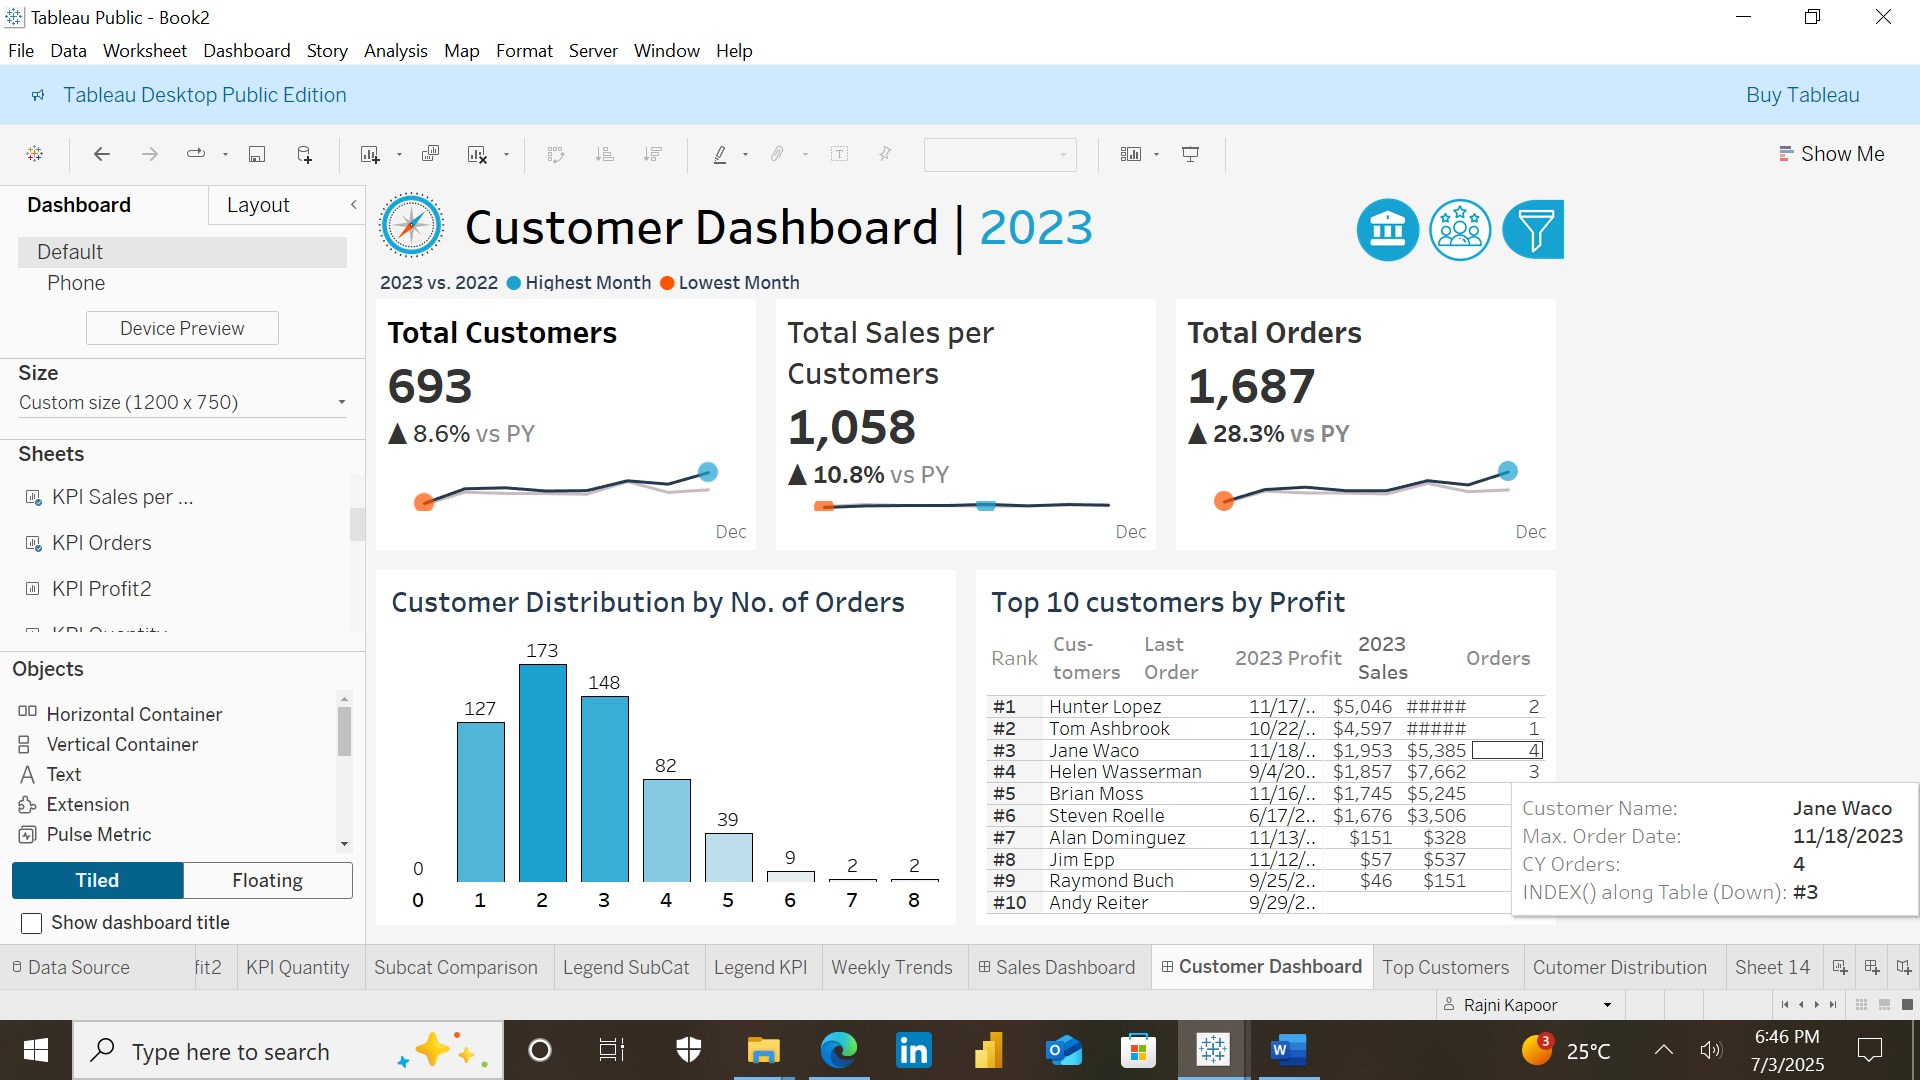 Tableau Public - Book2
File Data Worksheet Dashboard Story Analysis Map Format Server Window Help
Tableau Desktop Public Edition Buy Tableau
Show Me
Dashboard Layout
Default
Phone
Device Preview
Size
Custom size (1200 x 750)
Sheets
KPI Sales per ...
KPI Orders
KPI Profit2
Objects
Horizontal Container
Vertical Container
Text
Extension
Pulse Metric
Tiled Floating
Show dashboard title
Customer Dashboard | 2023
2023 vs. 2022 Highest Month Lowest Month
Total Customers
693
▲ 8.6% vs PY
Dec
Total Sales per
Customers
1,058
▲ 10.8% vs PY
Dec
Total Orders
1,687
▲ 28.3% vs PY
Dec
Customer Distribution by No. of Orders
0 127 173 148 82 39 9 2 2
0 1 2 3 4 5 6 7 8
Top 10 customers by Profit
Rank Cus-tomers Last Order 2023 Profit 2023 Sales Orders
#1 Hunter Lopez 11/17/.. $5,046 ##### 2
#2 Tom Ashbrook 10/22/.. $4,597 ##### 1
#3 Jane Waco 11/18/.. $1,953 $5,385 4
#4 Helen Wasserman 9/4/20.. $1,857 $7,662 3
#5 Brian Moss 11/16/.. $1,745 $5,245
#6 Steven Roelle 6/17/2.. $1,676 $3,506
#7 Alan Dominguez 11/13/.. $151 $328
#8 Jim Epp 11/12/.. $57 $537
#9 Raymond Buch 9/25/2.. $46 $151
#10 Andy Reiter 9/29/2..
Customer Name: Jane Waco
Max. Order Date: 11/18/2023
CY Orders: 4
INDEX() along Table (Down): #3
Data Source fit2 KPI Quantity Subcat Comparison Legend SubCat Legend KPI Weekly Trends Sales Dashboard Customer Dashboard Top Customers Cutomer Distribution Sheet 14
Rajni Kapoor
Type here to search
3
25°C
6:46 PM
7/3/2025